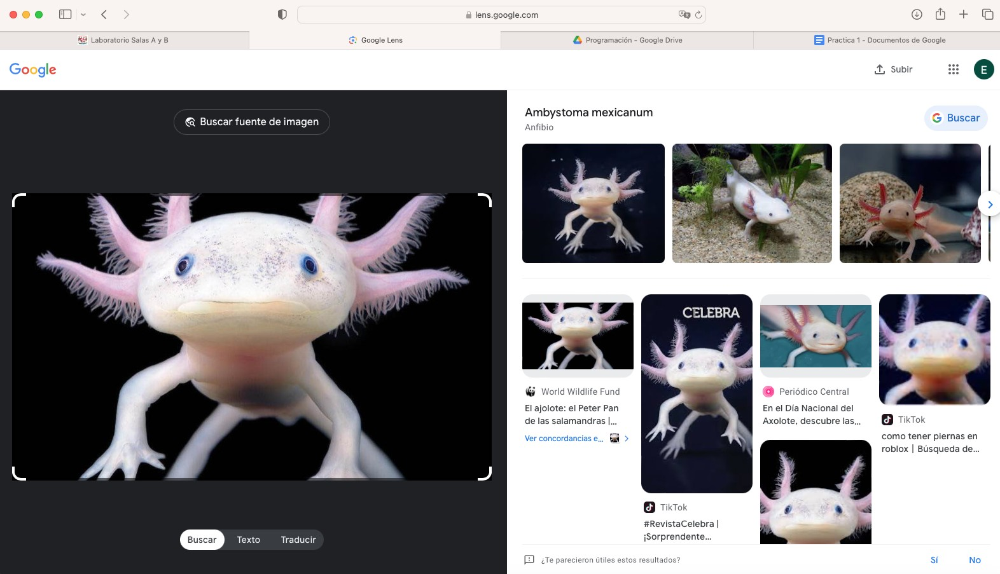 lens.google.com
Laboratorio Salas A y B
Google Lens
Programación - Google Drive
Practica 1 - Documentos de Google
Google
Subir
E
Buscar fuente de imagen
Ambystoma mexicanum
Anfibio
Buscar
World Wildlife Fund
El ajolote: el Peter Pan
de las salamandras |...
Ver concordancias e...
CELEBRA
TikTok
#RevistaCelebra |
¡Sorprendente...
Periódico Central
En el Día Nacional del
Axolote, descubre las...
TikTok
como tener piernas en
roblox | Búsqueda de...
Buscar
Texto
Traducir
¿Te parecieron útiles estos resultados?
Sí
No